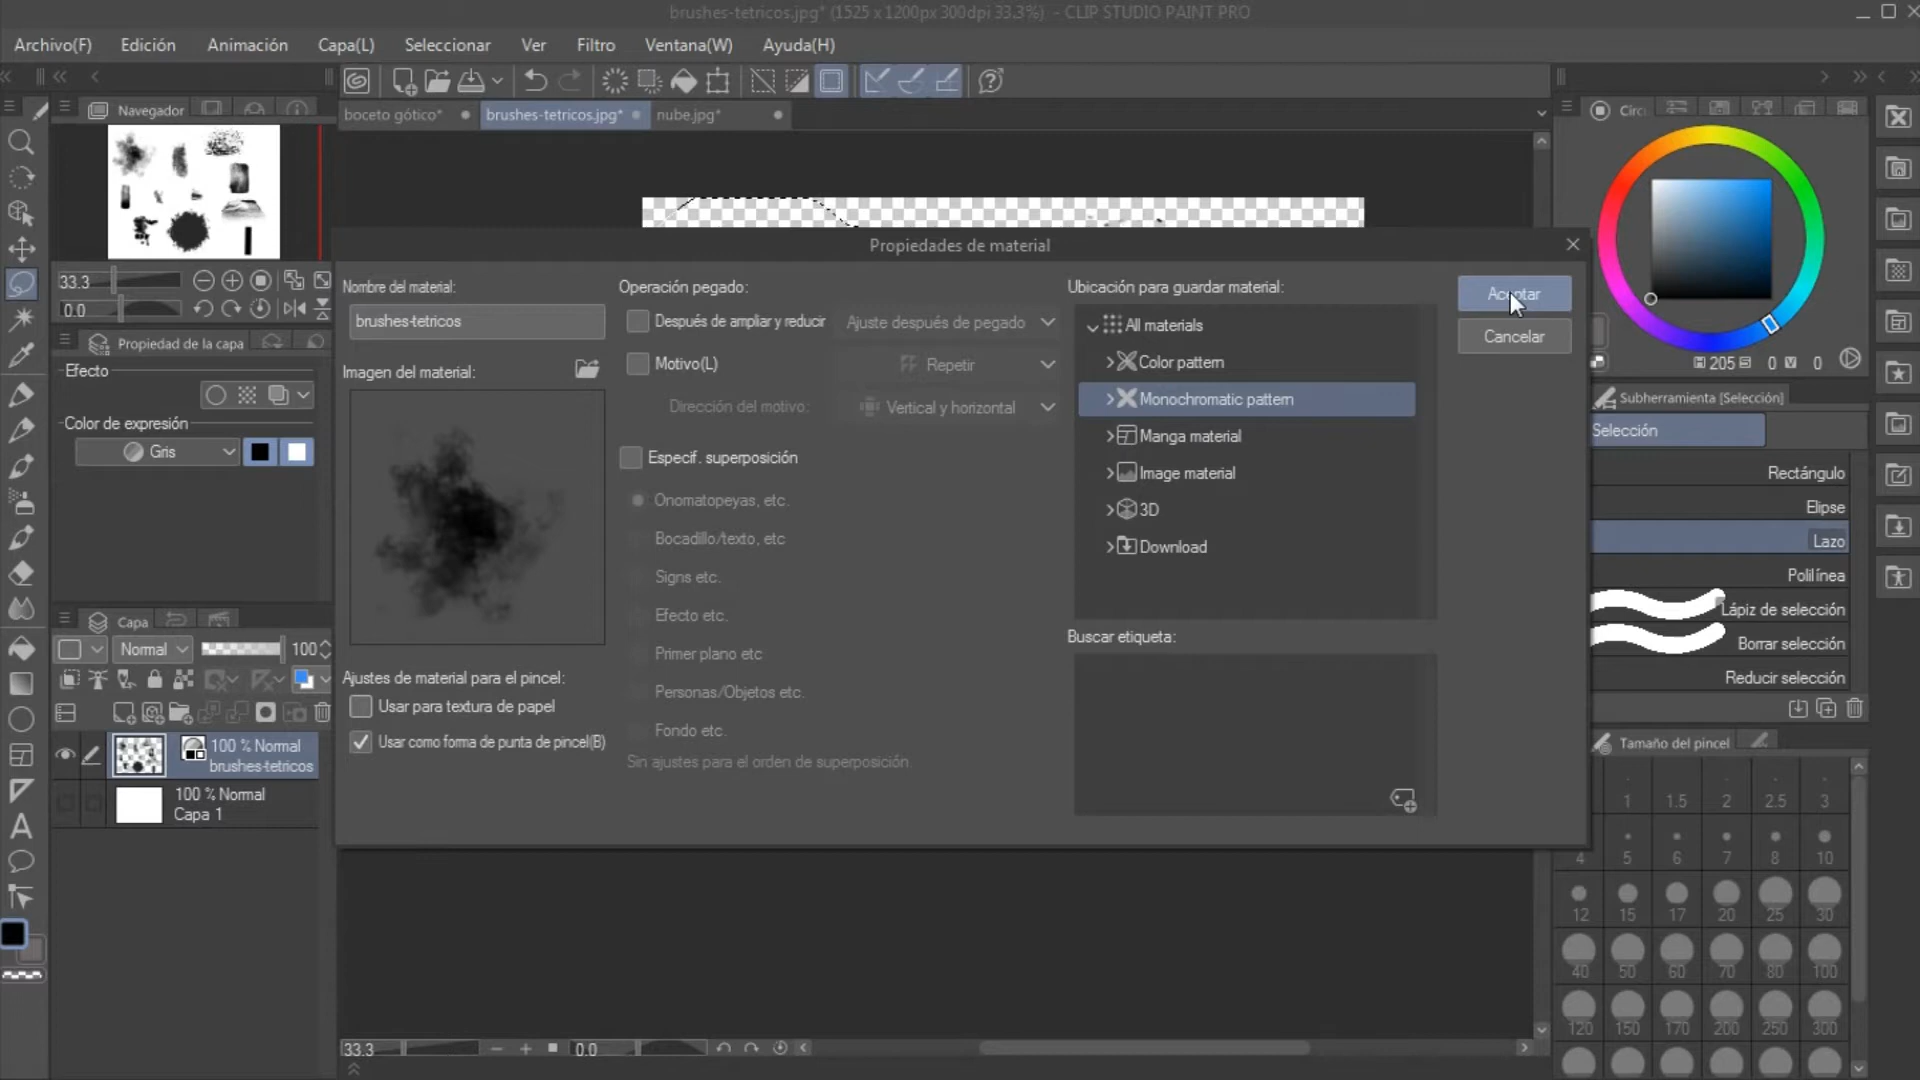 brushes-tetricos.jpg* (1525 x 1200px 300dpi 33.3%) - CLIP STUDIO PAINT PRO
Archivo(F) Edición Animación Capa(L) Seleccionar Ver Filtro Ventana(W) Ayuda(H)
boceto gótico* brushes-tetricos.jpg* nube.jpg*
Navegador
33.3
0.0
Propiedad de la capa
Efecto
Color de expresión
Gris
Capa
Normal 100
100 % Normal
brushes-tetricos
100 % Normal
Capa 1
Propiedades de material
Nombre del material:
brushes-tetricos
Imagen del material:
Ajustes de material para el pincel:
Usar para textura de papel
Usar como forma de punta de pincel(B)
Operación pegado:
Después de ampliar y reducir Ajuste después de pegado
Motivo(L) Repetir
Dirección del motivo: Vertical y horizontal
Especif. superposición
Onomatopeyas, etc.
Bocadillo/texto, etc
Signs etc.
Efecto etc.
Primer plano etc
Personas/Objetos etc.
Fondo etc.
Sin ajustes para el orden de superposición
Ubicación para guardar material:
All materials
Color pattern
Monochromatic pattern
Manga material
Image material
3D
Download
Buscar etiqueta:
Aceptar
Cancelar
Circ
H 205 S 0 V 0
Subherramienta [Selección]
Selección
Rectángulo
Elipse
Lazo
Polilínea
Lápiz de selección
Borrar selección
Reducir selección
Tamaño del pincel
1 1.5 2 2.5 3
4 5 6 7 8 10
12 15 17 20 25 30
40 50 60 70 80 100
120 150 170 200 250 300
33.3 0.0